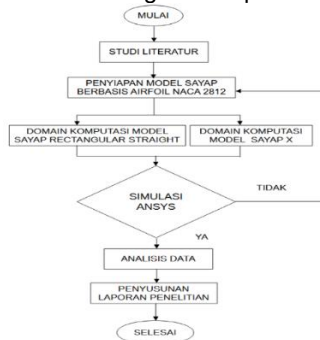 MULAI
STUDI LITERATUR
PENYIAPAN MODEL SAYAP
BERBASIS AIRFOIL NACA 2812
DOMAIN KOMPUTASI MODEL
SAYAP RECTANGULAR STRAIGHT
DOMAIN KOMPUTASI
MODEL SAYAP X
SIMULASI
ANSYS
TIDAK
YA
ANALISIS DATA
PENYUSUNAN
LAPORAN PENELITIAN
SELESAI